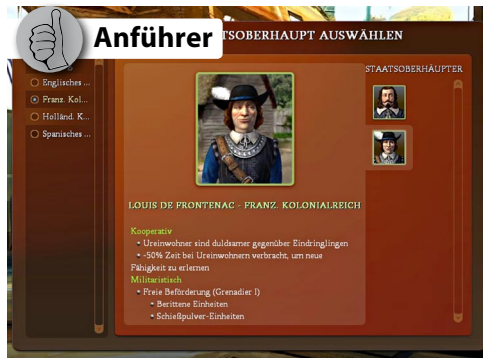 Anführer
TSOBERHAUPT AUSWÄHLEN
Englisches ...
Franz. Kol...
Holländ. K...
Spanisches ...
STAATSOBERHÄUPTER
LOUIS DE FRONTENAC - FRANZ. KOLONIALREICH
Kooperativ
• Ureinwohner sind duldsamer gegenüber Eindringlingen
• -50% Zeit bei Ureinwohnern verbracht, um neue
Fähigkeit zu erlernen
Militaristisch
• Freie Beförderung (Grenadier I)
• Berittene Einheiten
• Schießpulver-Einheiten